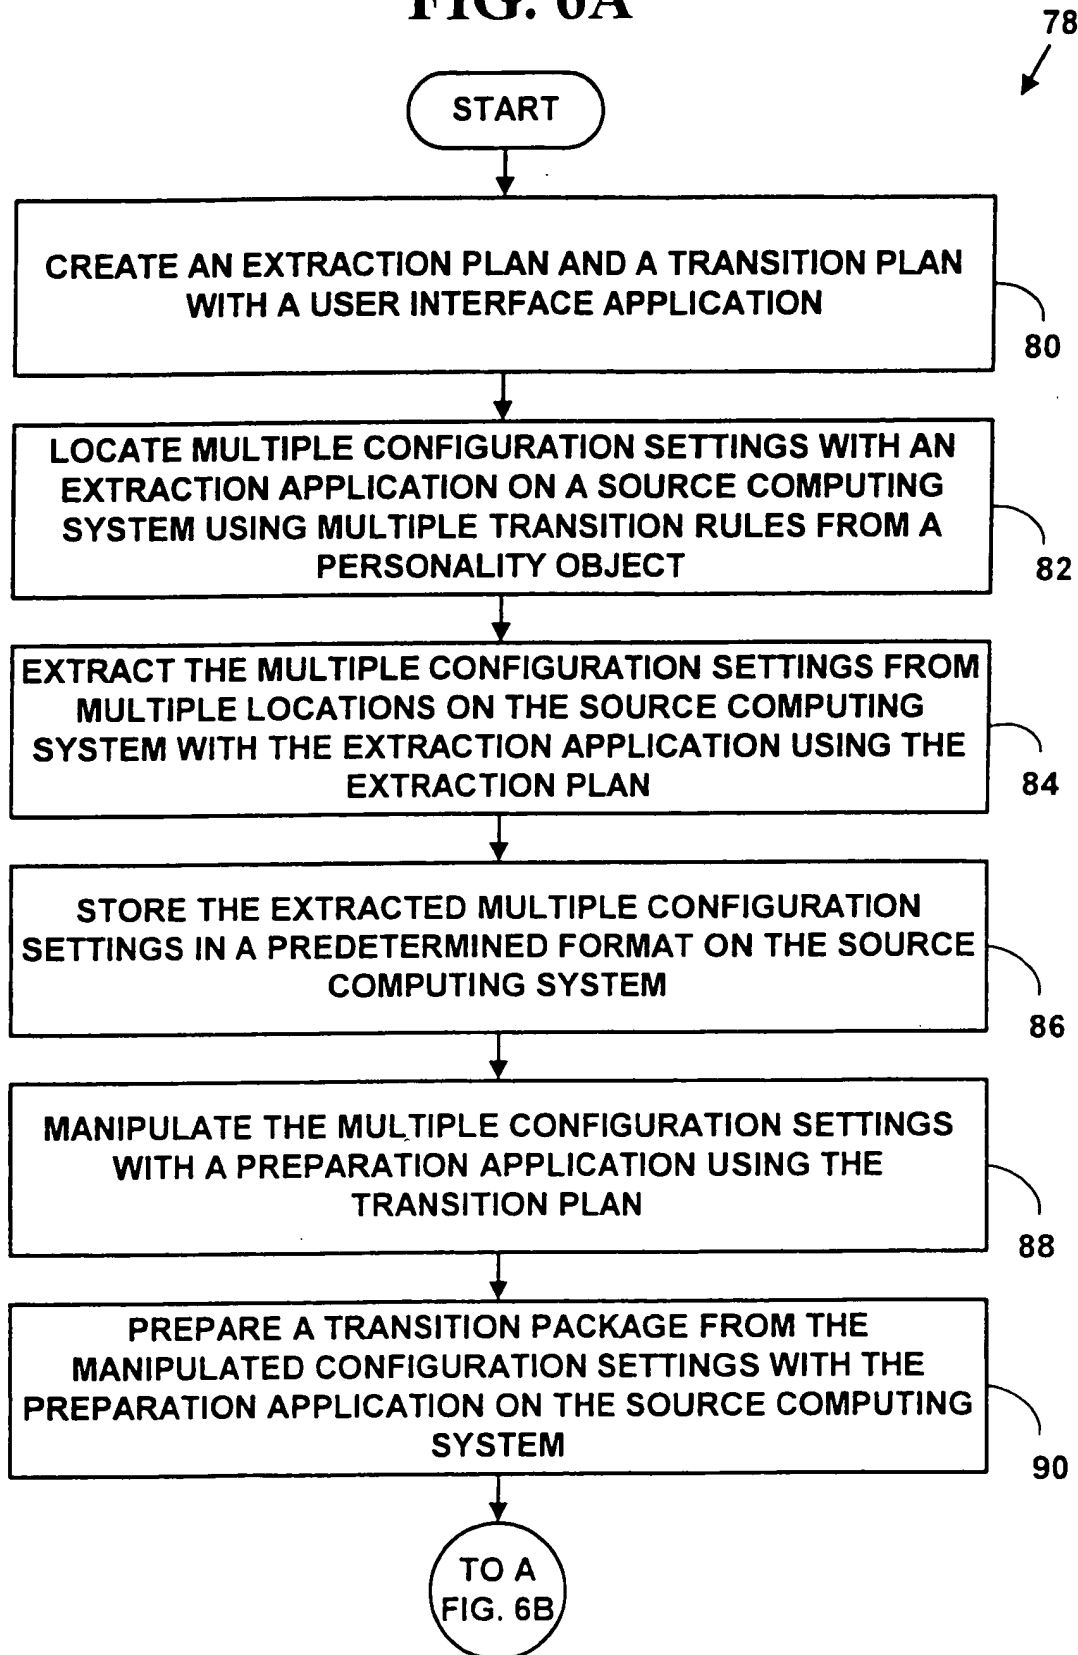 FIG. 6A
78
START
CREATE AN EXTRACTION PLAN AND A TRANSITION PLAN
WITH A USER INTERFACE APPLICATION
80
LOCATE MULTIPLE CONFIGURATION SETTINGS WITH AN
EXTRACTION APPLICATION ON A SOURCE COMPUTING
SYSTEM USING MULTIPLE TRANSITION RULES FROM A
PERSONALITY OBJECT
82
EXTRACT THE MULTIPLE CONFIGURATION SETTINGS FROM
MULTIPLE LOCATIONS ON THE SOURCE COMPUTING
SYSTEM WITH THE EXTRACTION APPLICATION USING THE
EXTRACTION PLAN
84
STORE THE EXTRACTED MULTIPLE CONFIGURATION
SETTINGS IN A PREDETERMINED FORMAT ON THE SOURCE
COMPUTING SYSTEM
86
MANIPULATE THE MULTIPLE CONFIGURATION SETTINGS
WITH A PREPARATION APPLICATION USING THE
TRANSITION PLAN
88
PREPARE A TRANSITION PACKAGE FROM THE
MANIPULATED CONFIGURATION SETTINGS WITH THE
PREPARATION APPLICATION ON THE SOURCE COMPUTING
SYSTEM
90
TO A
FIG. 6B